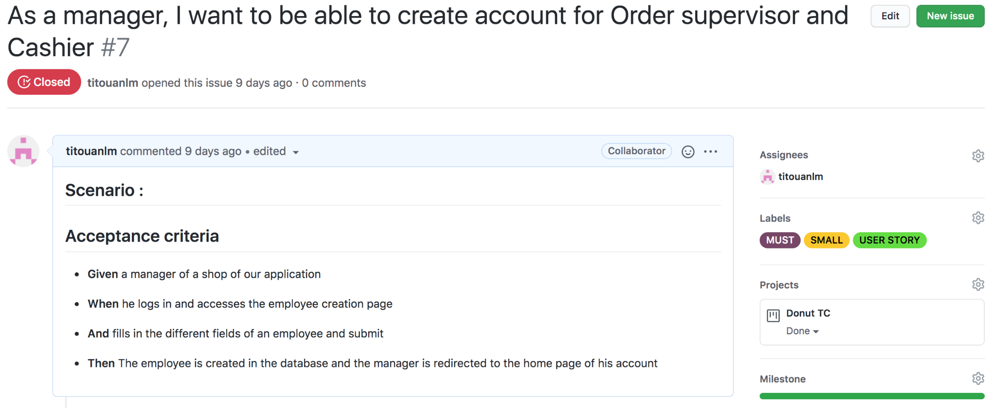 As a manager, I want to be able to create account for Order supervisor and
Cashier #7
Edit
New issue
Closed
titouanlm opened this issue 9 days ago · 0 comments
titouanlm commented 9 days ago • edited
Collaborator
Scenario :
Acceptance criteria
• Given a manager of a shop of our application
• When he logs in and accesses the employee creation page
• And fills in the different fields of an employee and submit
• Then The employee is created in the database and the manager is redirected to the home page of his account
Assignees
titouanlm
Labels
MUST SMALL USER STORY
Projects
Donut TC
Done
Milestone